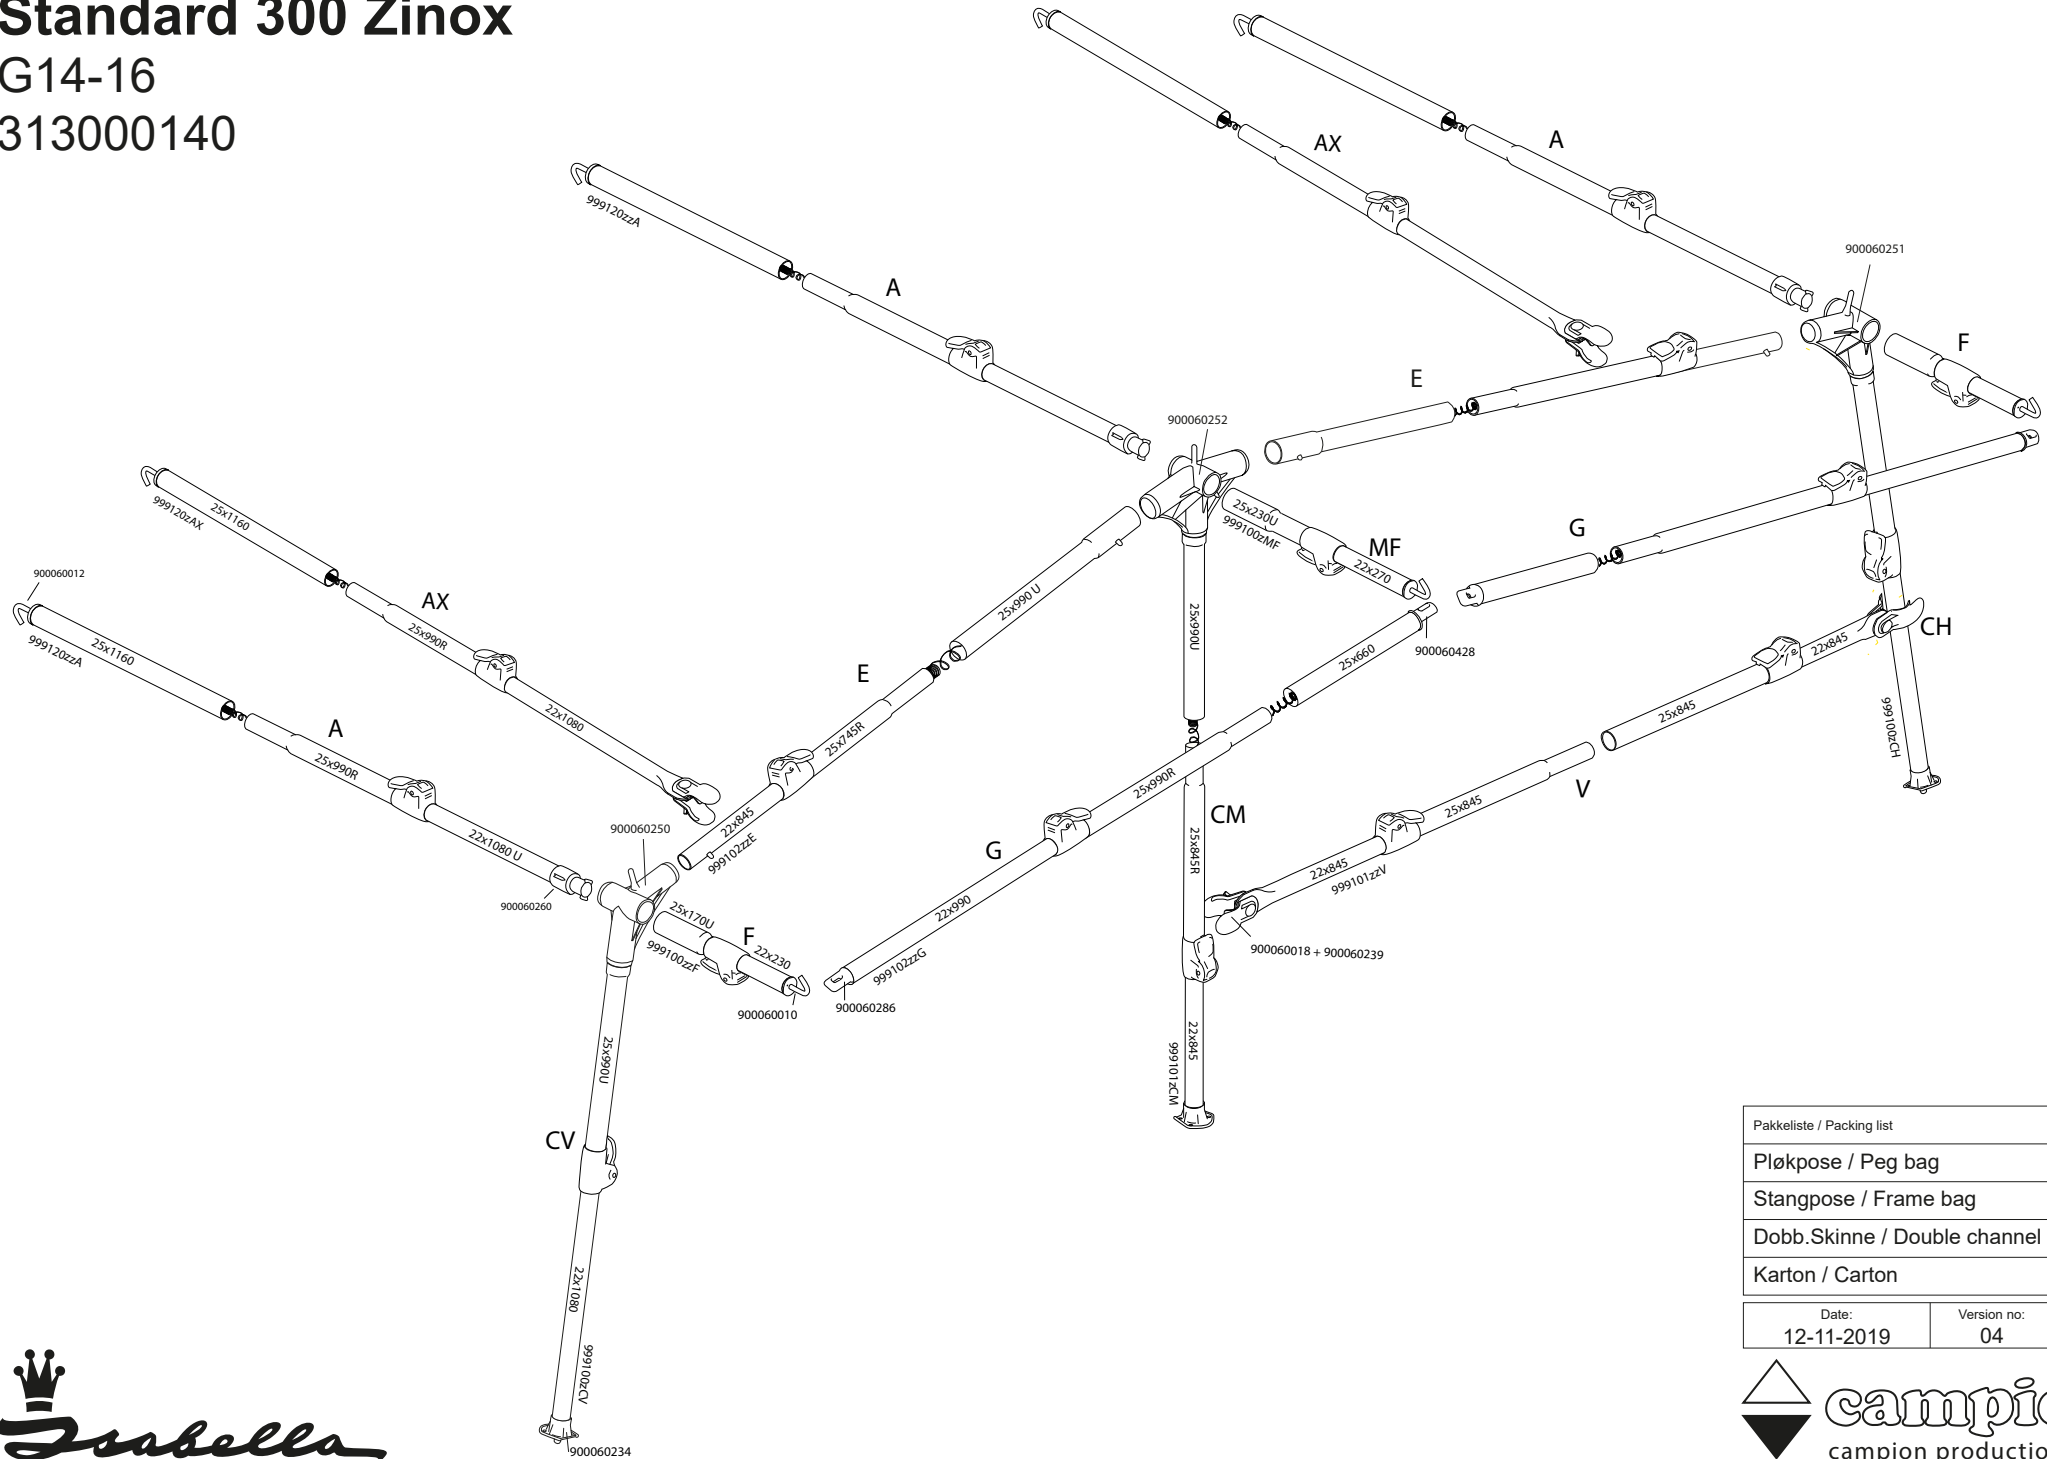 Standard 300 Zinox
G14-16
313000140
AX
A
900060251
999120zzA
A
F
E
900060252
25x1160
999120zAX
25x230U
999100zMF
MF
22x270
G
900060012
AX
25x990R
25x990 U
25x990U
CH
22x845
25x1160
999120zzA
25x660
900060428
E
22x1080
25x845
999100zCH
A
25x990R
25x745R
25x990R
V
25x845
CM
22x845
999102zzE
900060250
22x1080 U
G
25x845R
22x845
999101zzV
900060260
25x170U
F
22x230
999100zzF
22x990
999102zzG
900060018 + 900060239
900060010
900060286
25x990U
22x845
999101zCM
CV
22x1080
999100zCV
900060234
Pakkeliste / Packing list
Pløkpose / Peg bag
Stangpose / Frame bag
Dobb.Skinne / Double channel
Karton / Carton
Date:
12-11-2019
Version no:
04
Isabella
campio
campion productio